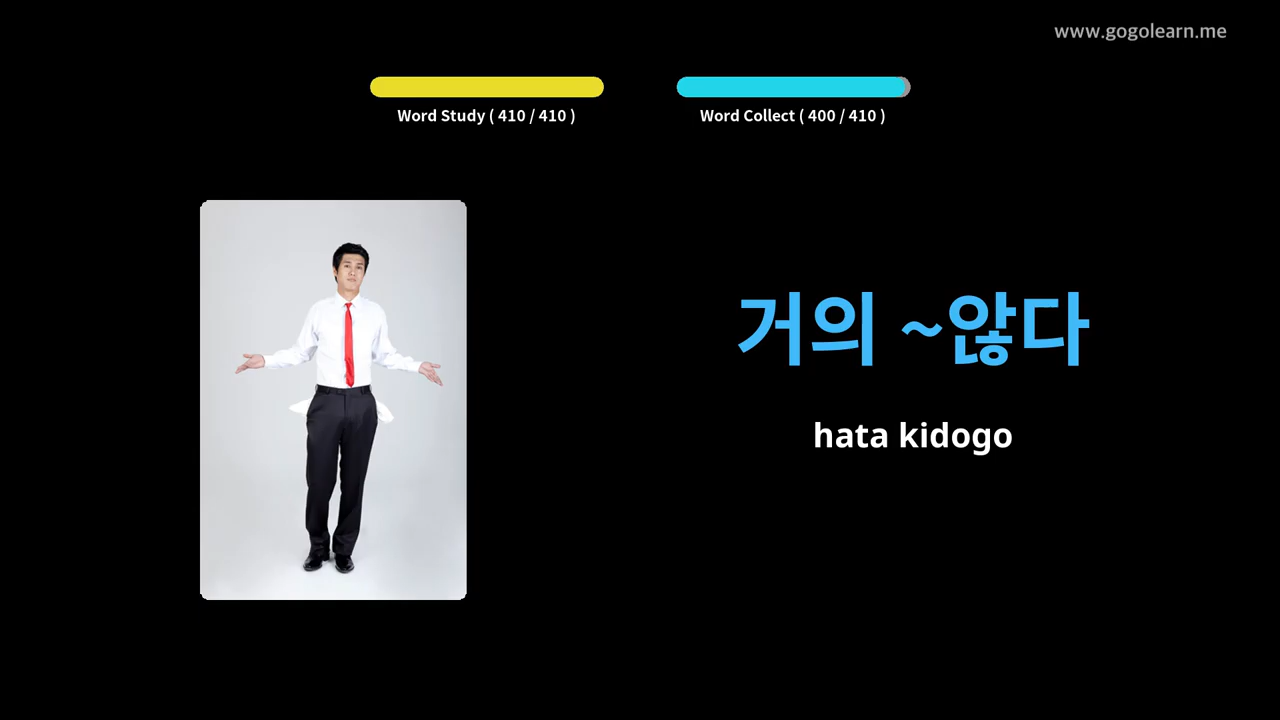 www.gogolearn.me
Word Study ( 410 / 410 )
Word Collect ( 400 / 410 )
거의 ~않다
hata kidogo